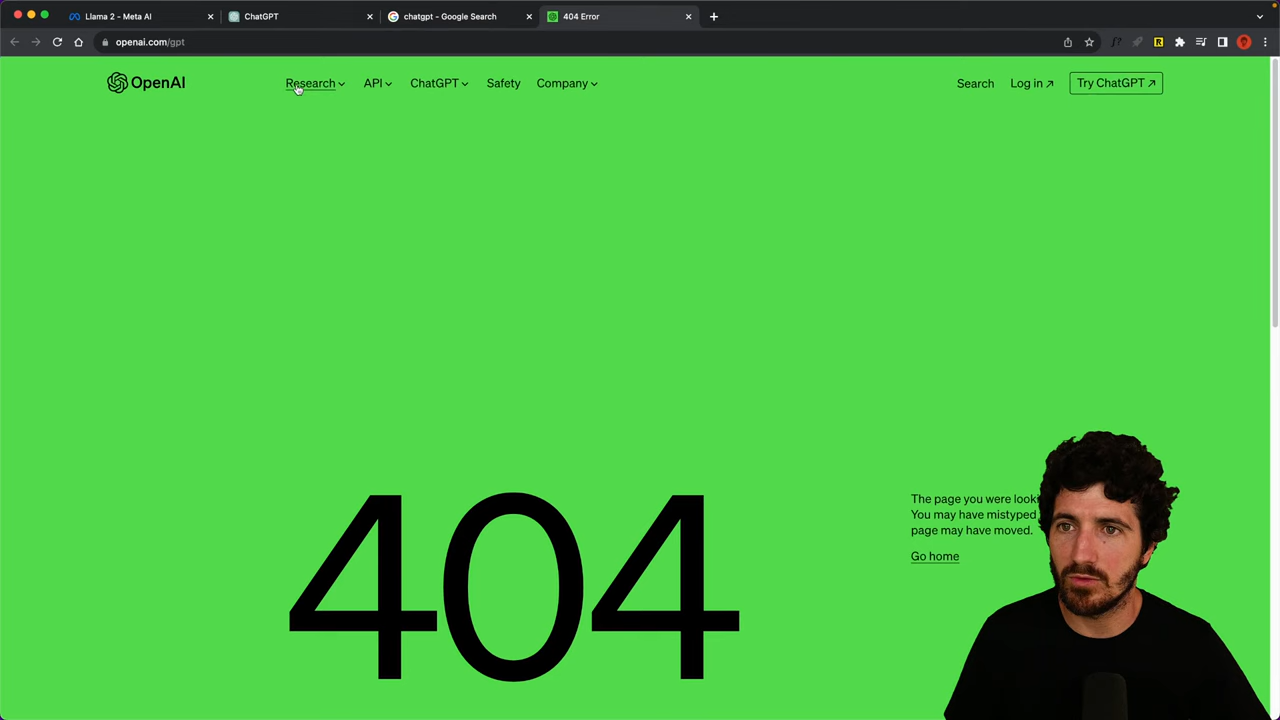 Llama 2 - Meta AI
ChatGPT
chatgpt - Google Search
404 Error
openai.com/gpt
OpenAI
Research
API
ChatGPT
Safety
Company
Search
Log in ↗
Try ChatGPT ↗
404
The page you were
You may have mistyped
page may have moved.
Go home